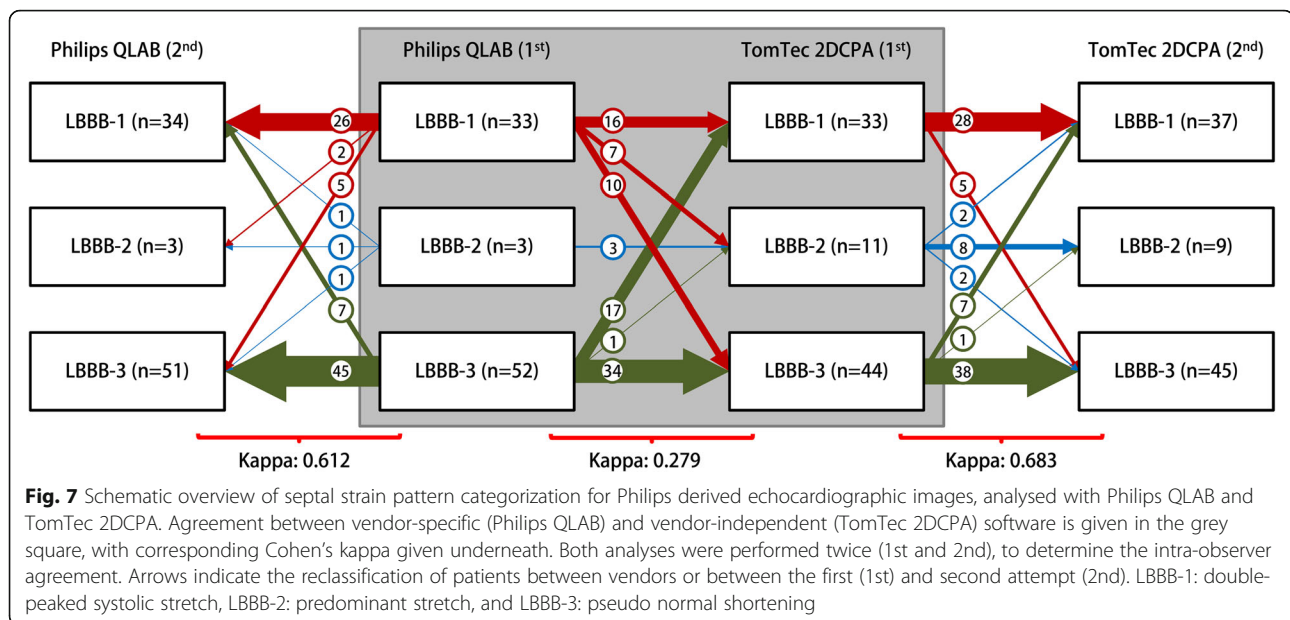 Philips QLAB (2nd) Philips QLAB (1st) TomTec 2DCPA (1st) TomTec 2DCPA (2nd)
LBBB-1 (n=34) 26 LBBB-1 (n=33) 16 LBBB-1 (n=33) 28 LBBB-1 (n=37)
2 7
5 10 5
1 2
LBBB-2 (n=3) 1 LBBB-2 (n=3) 3 LBBB-2 (n=11) 8 LBBB-2 (n=9)
1 2
7 17 7
1 1
LBBB-3 (n=51) 45 LBBB-3 (n=52) 34 LBBB-3 (n=44) 38 LBBB-3 (n=45)
Kappa: 0.612 Kappa: 0.279 Kappa: 0.683
Fig. 7 Schematic overview of septal strain pattern categorization for Philips derived echocardiographic images, analysed with Philips QLAB and
TomTec 2DCPA. Agreement between vendor-specific (Philips QLAB) and vendor-independent (TomTec 2DCPA) software is given in the grey
square, with corresponding Cohen's kappa given underneath. Both analyses were performed twice (1st and 2nd), to determine the intra-observer
agreement. Arrows indicate the reclassification of patients between vendors or between the first (1st) and second attempt (2nd). LBBB-1: double-
peaked systolic stretch, LBBB-2: predominant stretch, and LBBB-3: pseudo normal shortening